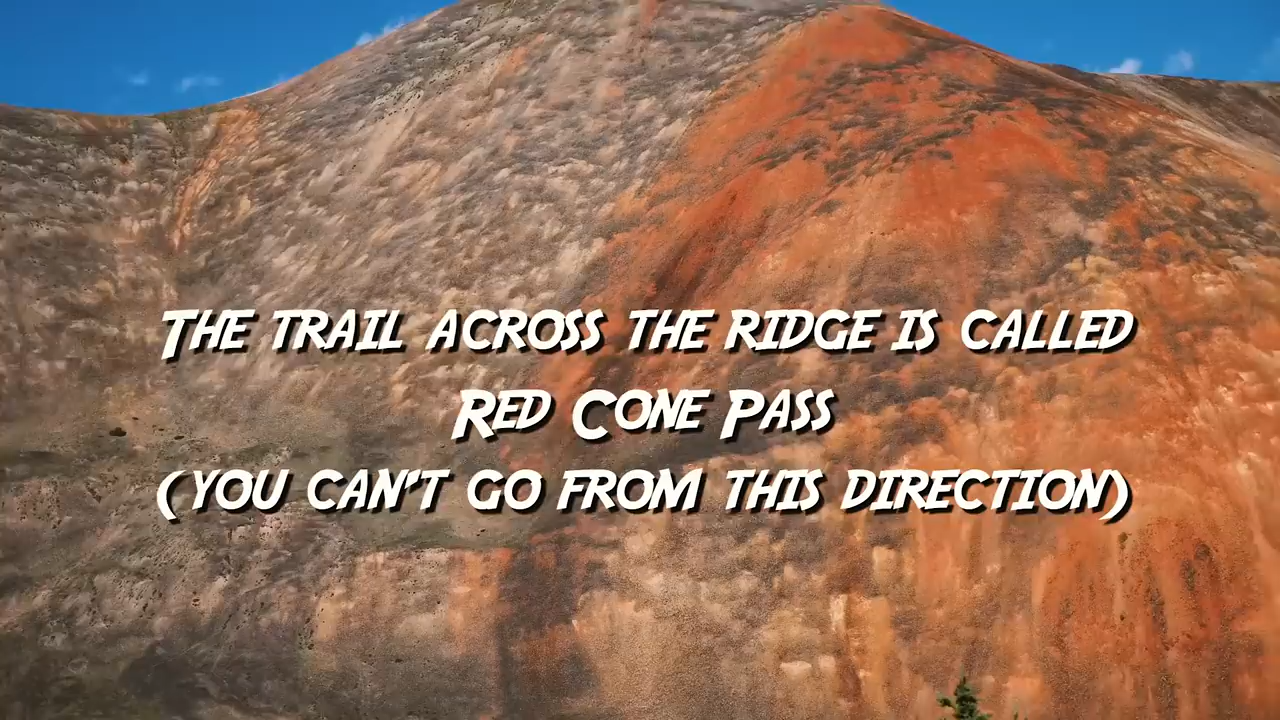 The trail across the ridge is called
Red Cone Pass
(you can't go from this direction)